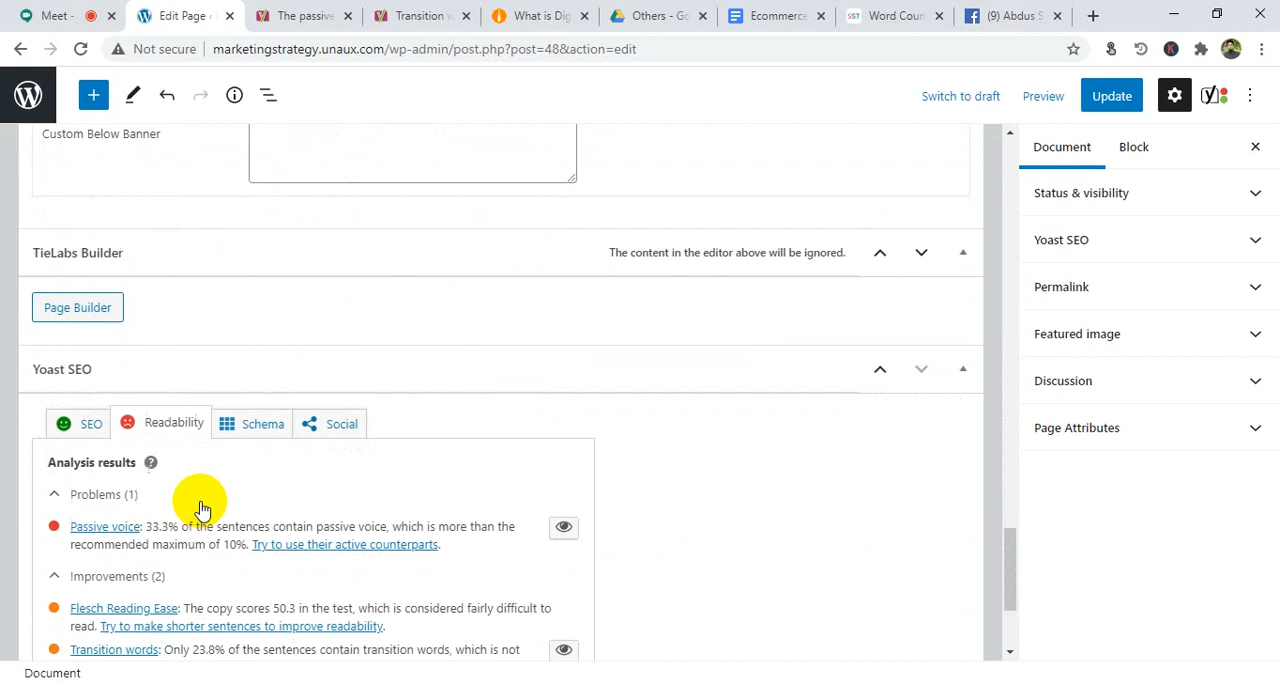 Meet -
Edit Page ‹
The passive
Transition w
What is Dig
Others - Go
Ecommerce
SST Word Coun
(9) Abdus S
Not secure marketingstrategy.unaux.com/wp-admin/post.php?post=48&action=edit
Switch to draft Preview Update
Custom Below Banner
Document Block
Status & visibility
Yoast SEO
Permalink
Featured image
Discussion
Page Attributes
TieLabs Builder The content in the editor above will be ignored.
Page Builder
Yoast SEO
SEO Readability Schema Social
Analysis results ?
Problems (1)
Passive voice: 33.3% of the sentences contain passive voice, which is more than the
recommended maximum of 10%. Try to use their active counterparts.
Improvements (2)
Flesch Reading Ease: The copy scores 50.3 in the test, which is considered fairly difficult to
read. Try to make shorter sentences to improve readability.
Transition words: Only 23.8% of the sentences contain transition words, which is not
Document